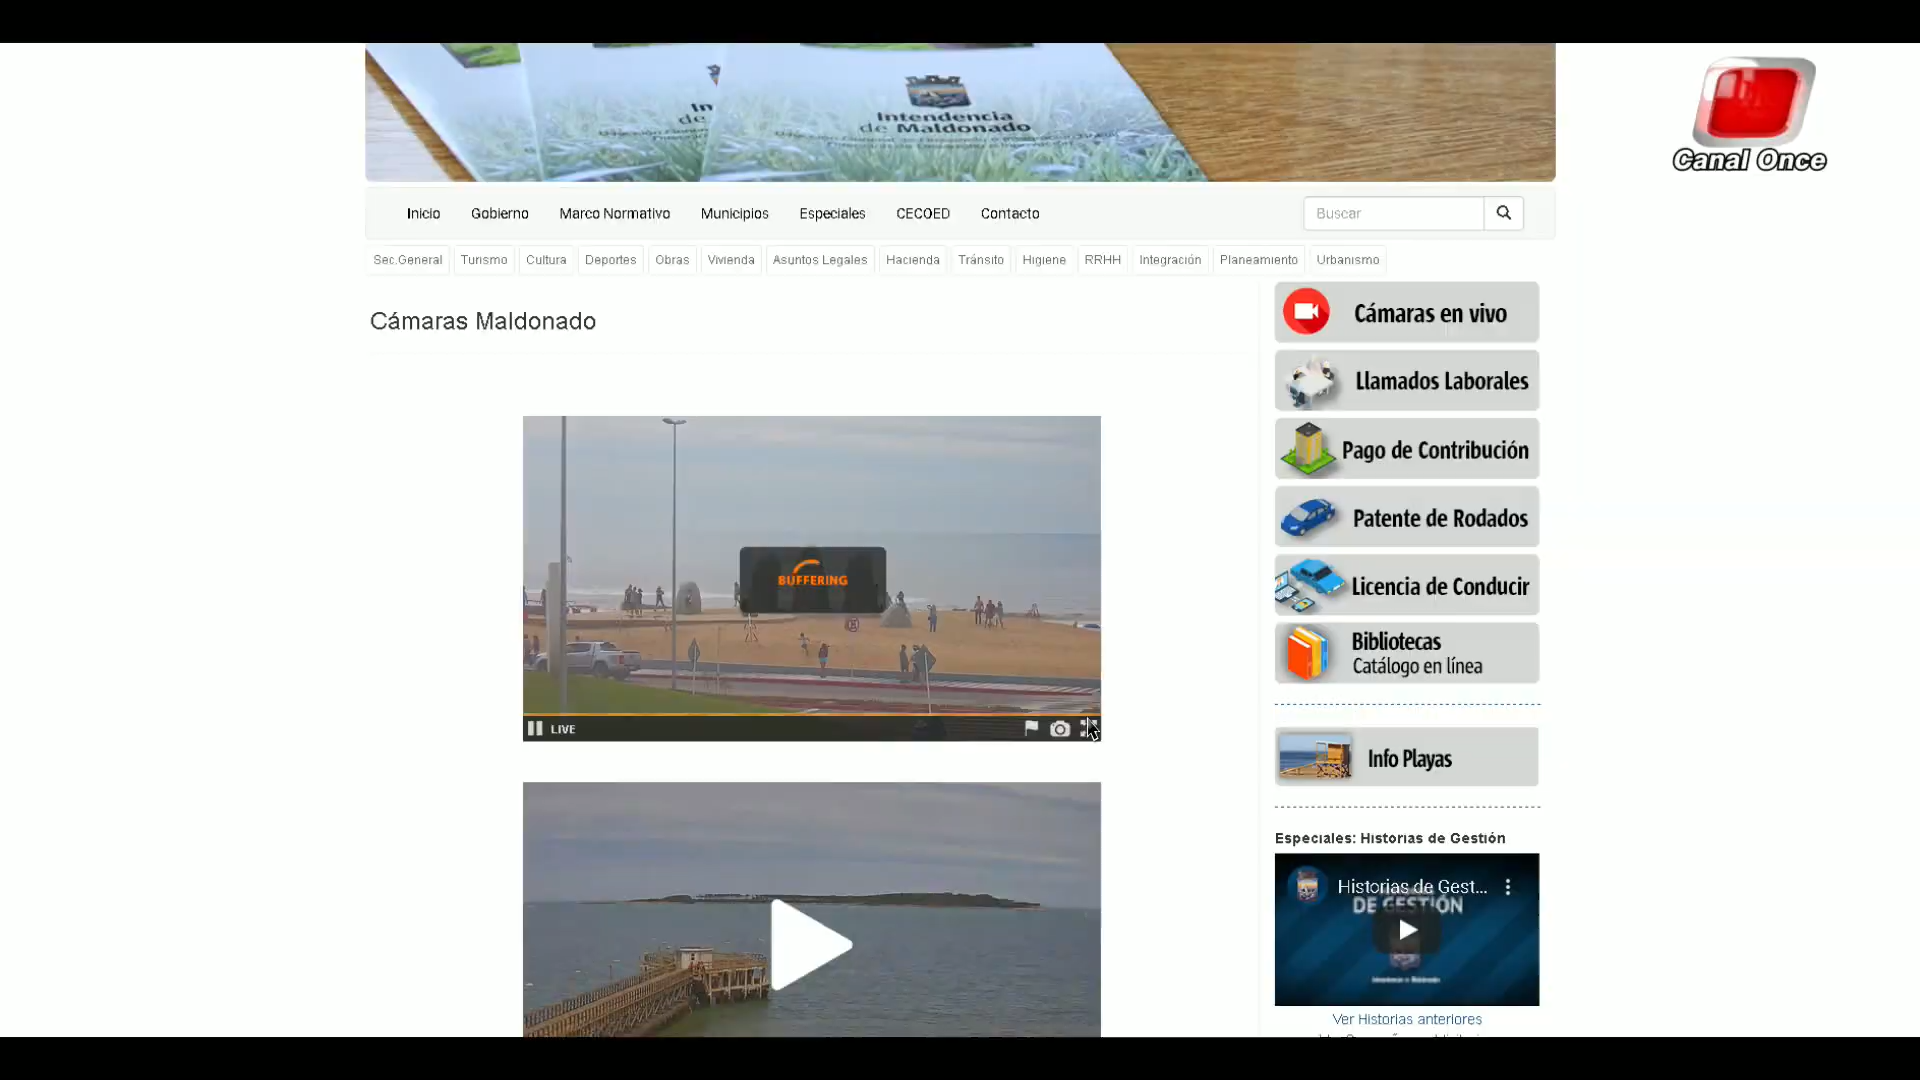 Intendencia
de Maldonado
In
de
Canal Once
Inicio
Gobierno
Marco Normativo
Municipios
Especiales
CECOED
Contacto
Buscar
Sec.General
Turismo
Cultura
Deportes
Obras
Vivienda
Asuntos Legales
Hacienda
Tránsito
Higiene
RRHH
Integración
Planeamiento
Urbanismo
Cámaras Maldonado
BUFFERING
LIVE
Cámaras en vivo
Llamados Laborales
Pago de Contribución
Patente de Rodados
Licencia de Conducir
Bibliotecas
Catálogo en línea
Info Playas
Especiales: Historias de Gestión
Historias de Gest...
DE GESTIÓN
Ver Historias anteriores